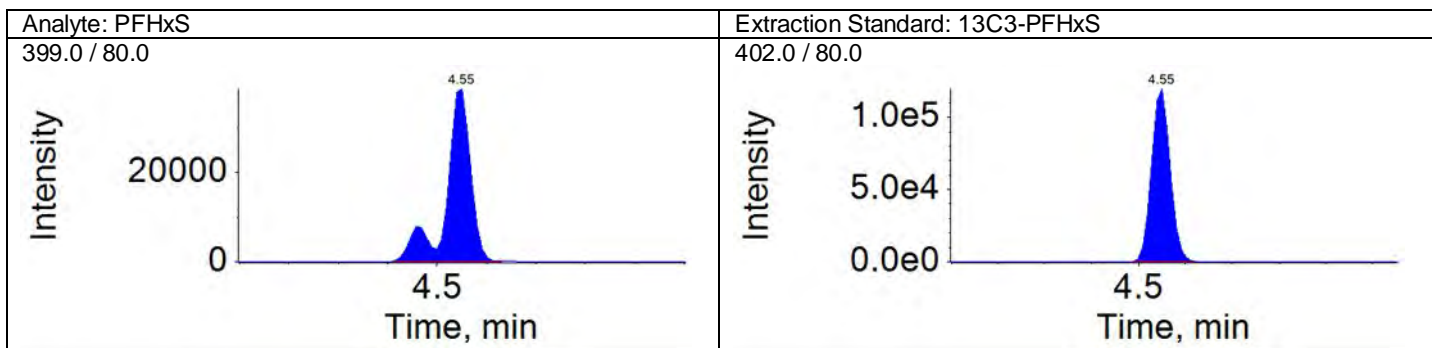 Analyte: PFHxS
Extraction Standard: 13C3-PFHxS
399.0 / 80.0
402.0 / 80.0
4.55
Intensity
20000
0
4.5
Time, min
4.55
Intensity
1.0e5
5.0e4
0.0e0
4.5
Time, min